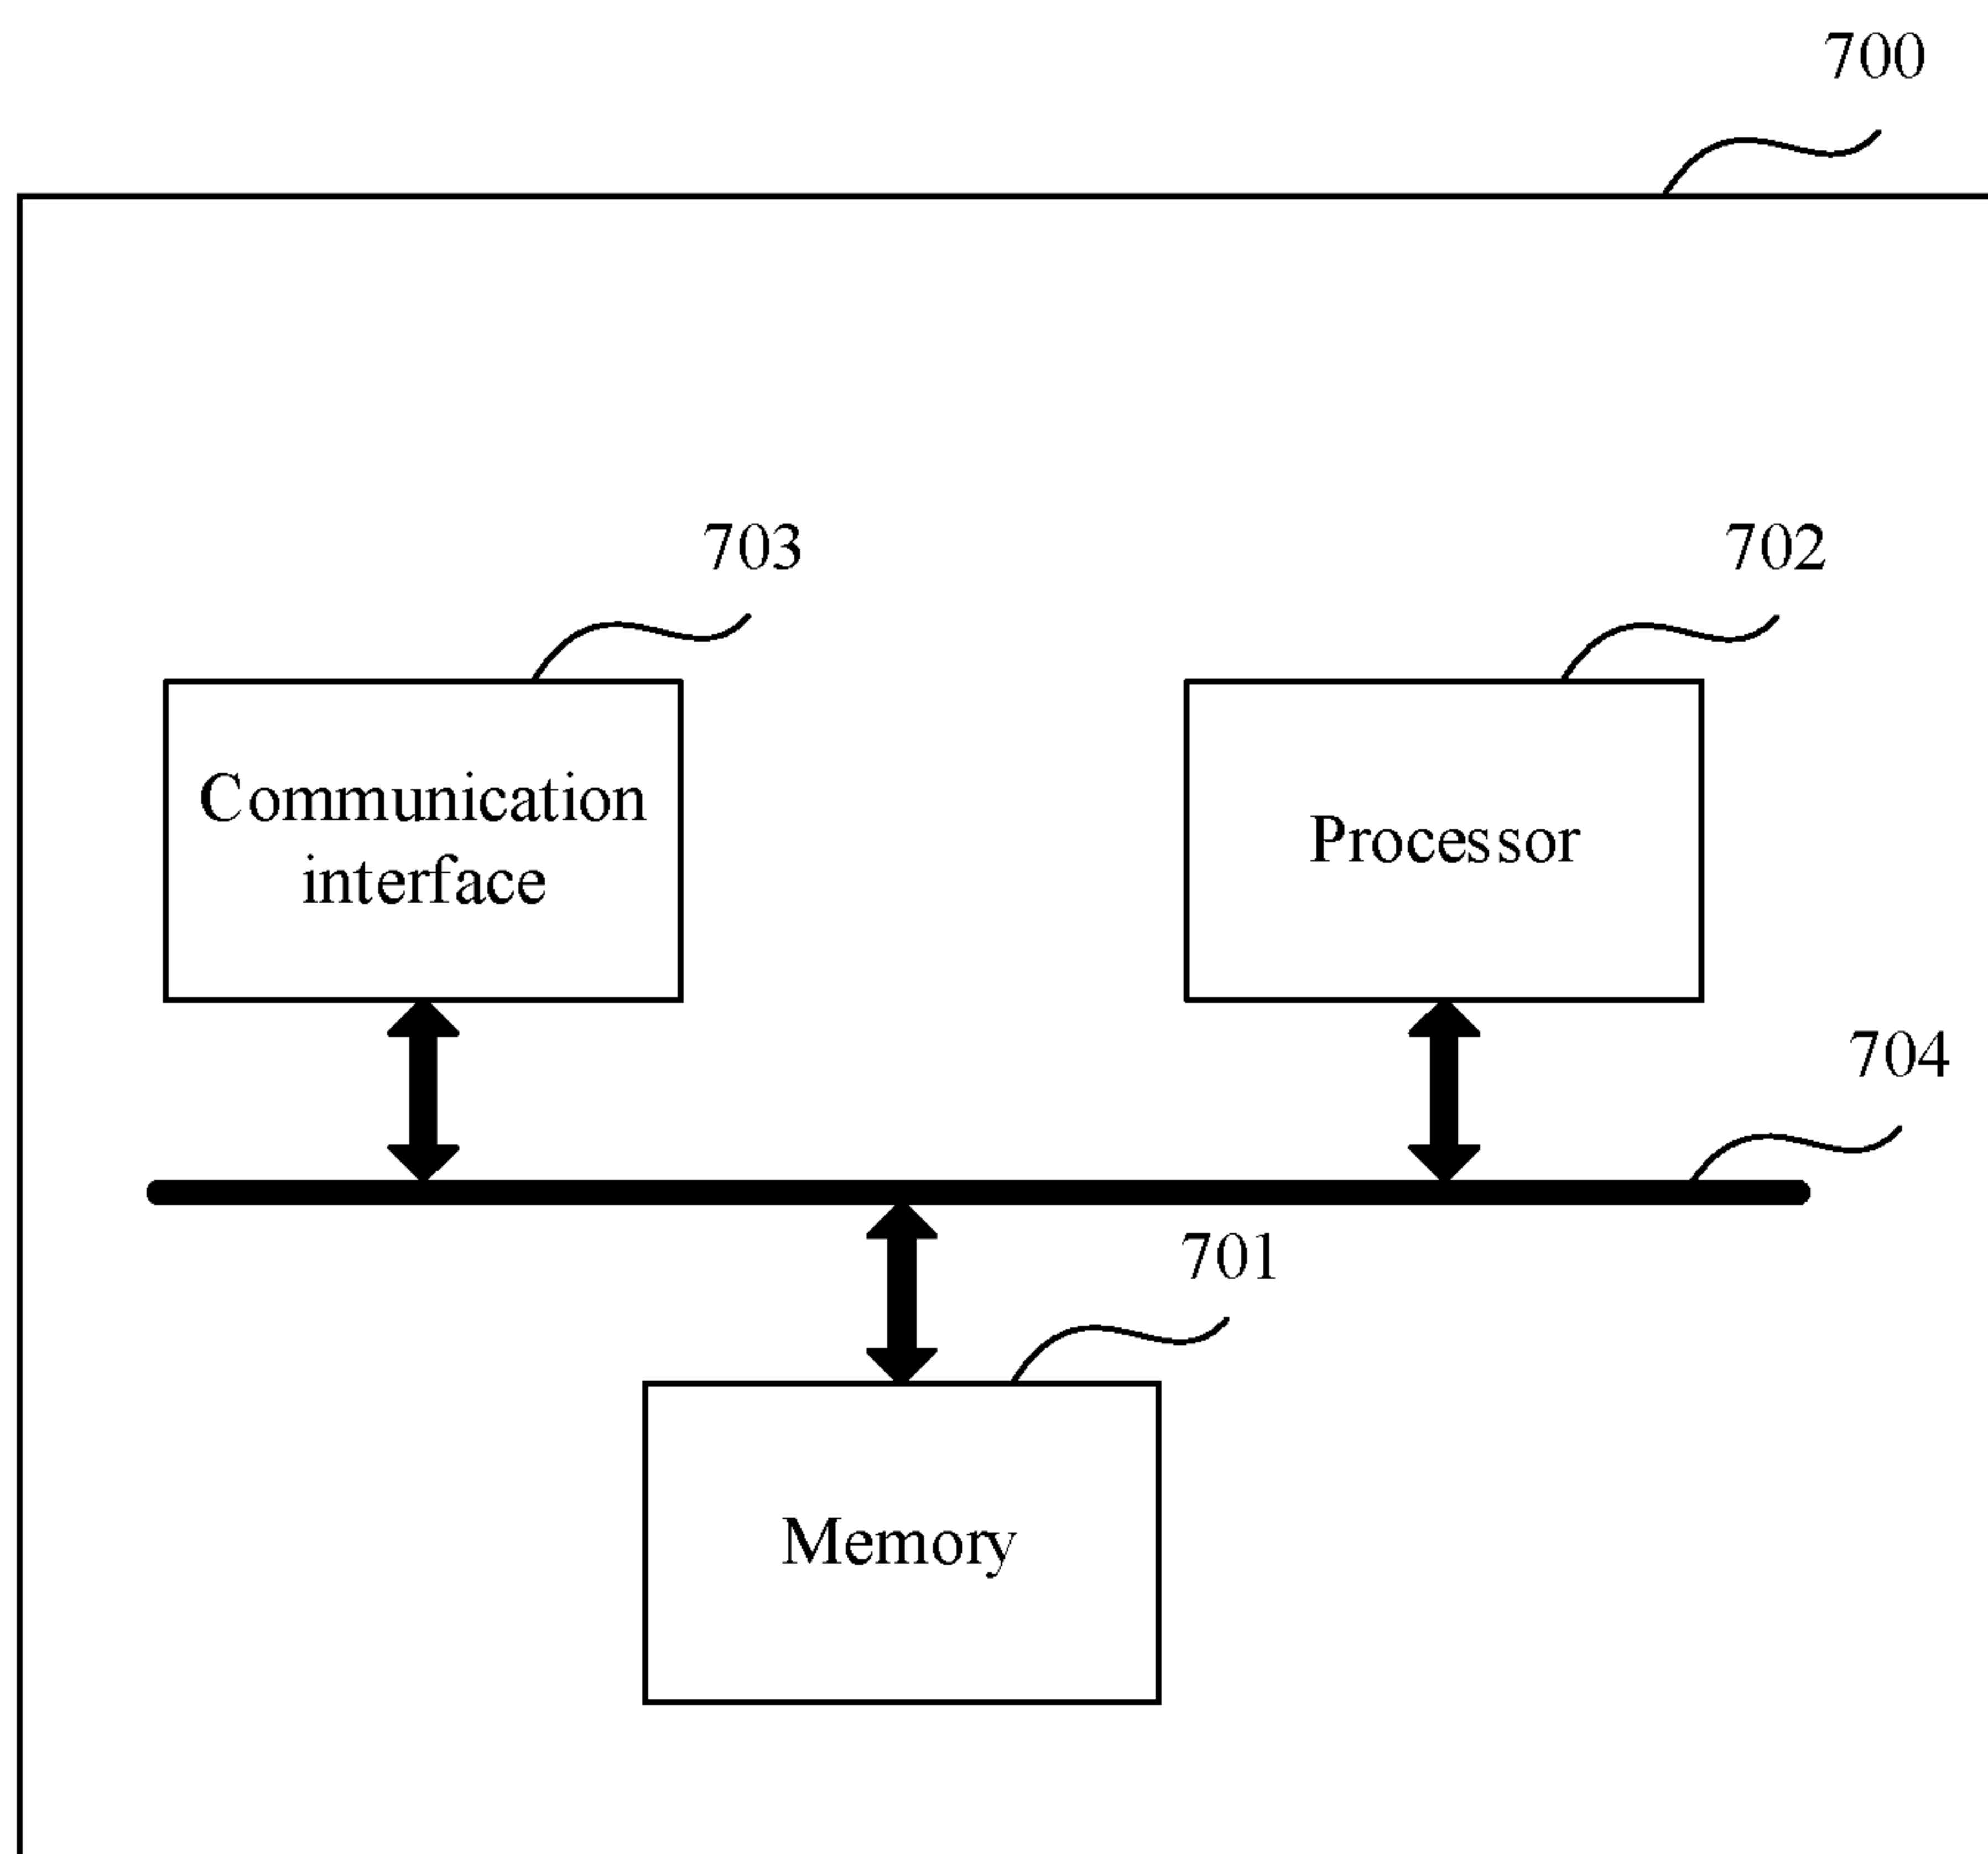 700
703
702
Communication
interface
Processor
704
701
Memory